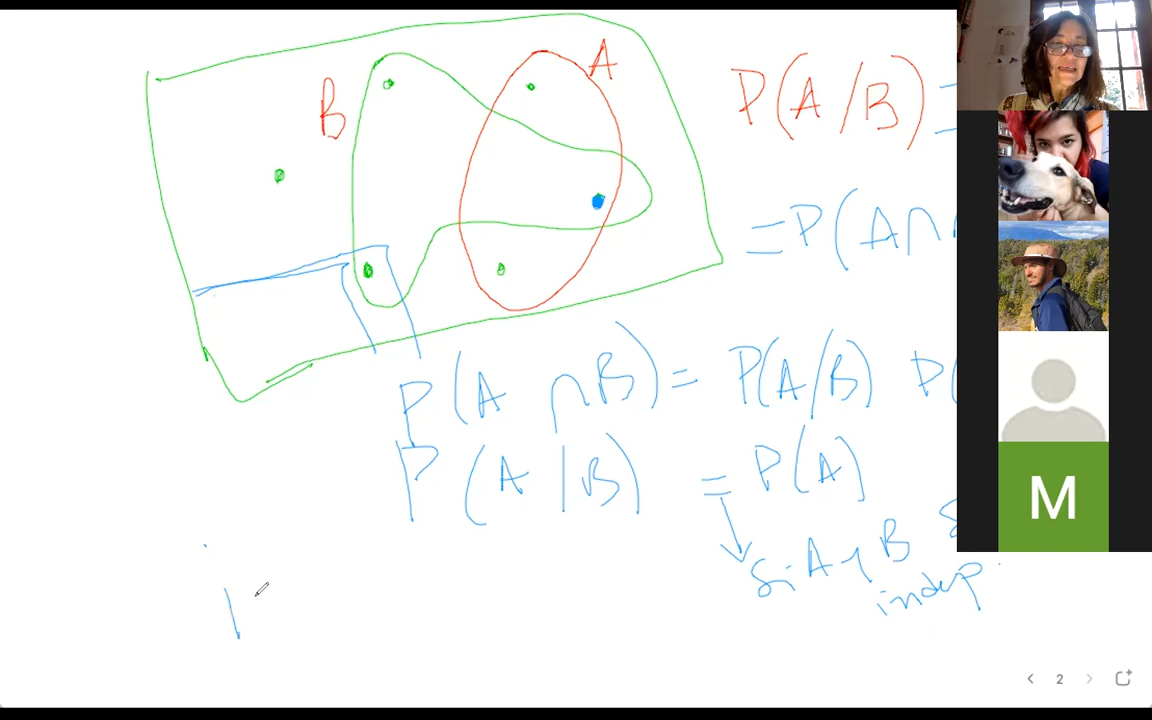 B
A
P(A/B)=
=P(A∩
P(A∩B)= P(A/B) P(
P(A|B) = P(A)
Si A y B
indep
M
2